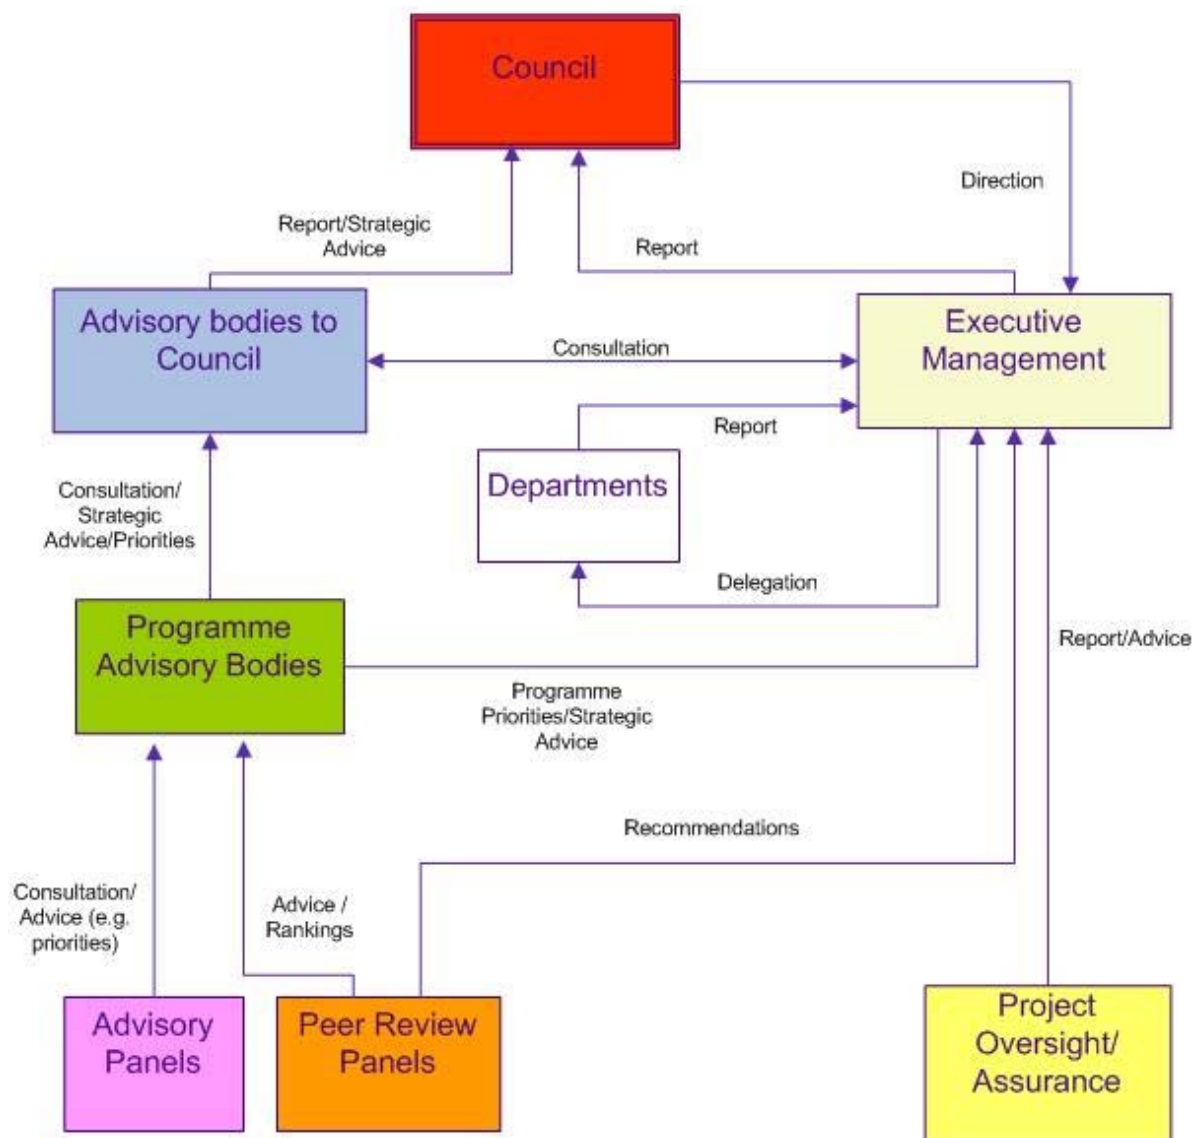 Council
Direction
Report/Strategic
Advice
Report
Advisory bodies to
Council
Executive
Management
Consultation
Report
Departments
Consultation/
Strategic
Advice/Priorities
Delegation
Programme
Advisory Bodies
Report/Advice
Programme
Priorities/Strategic
Advice
Recommendations
Consultation/
Advice (e.g.
priorities)
Advice /
Rankings
Advisory
Panels
Peer Review
Panels
Project
Oversight/
Assurance